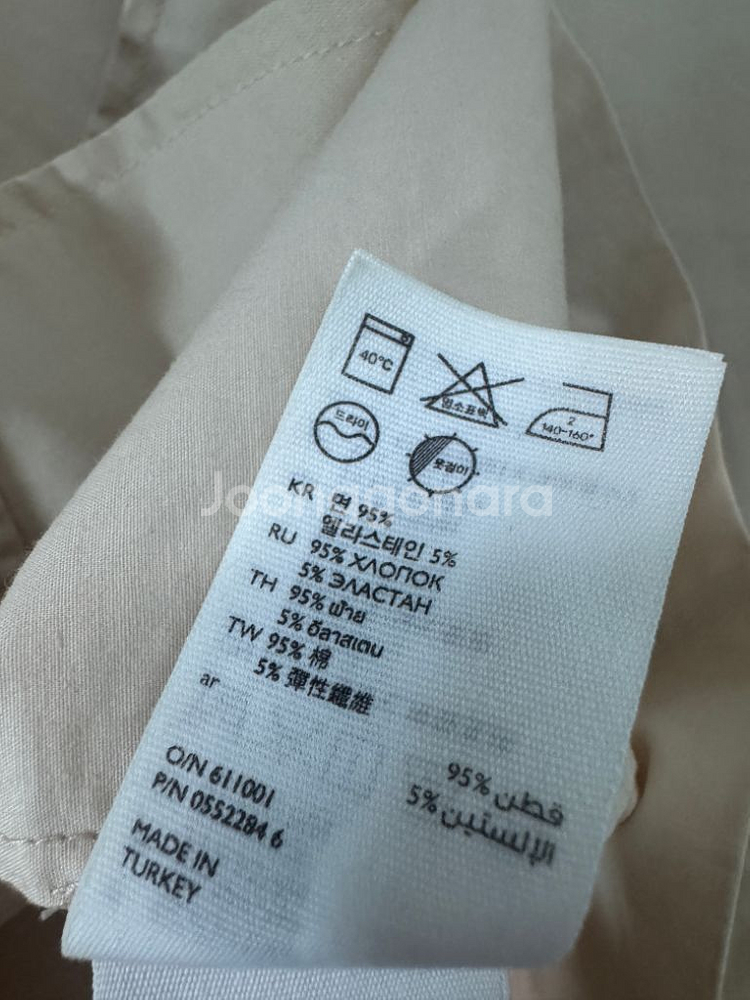 40°C
염소표백
2
140-160°
드라이
옷걸이
Joongaonara
KR 면 95%
엘라스테인 5%
RU 95% ХЛОПОК
5% ЭЛАСТАН
TH 95% ฝ้าย
5% อีลาสเตน
TW 95% 棉
5% 彈性纖維
ar
95% قطن
5% الإلستين
O/N 611001
P/N 0552284 6
MADE IN
TURKEY